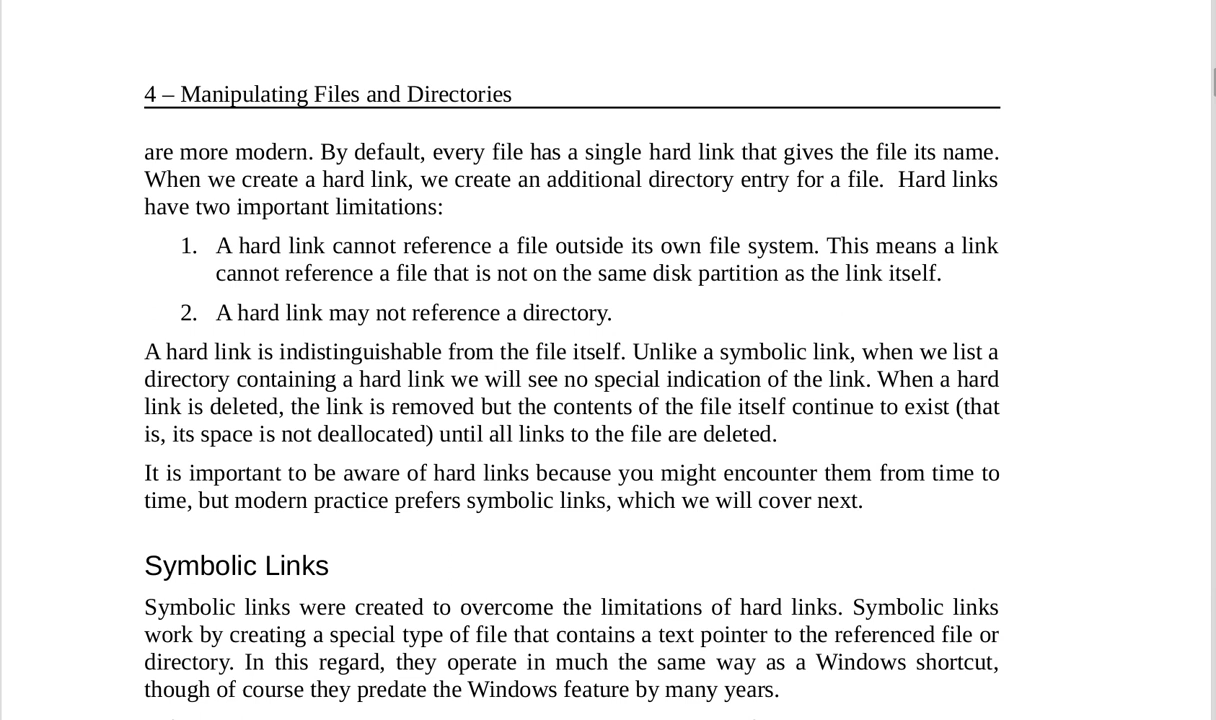 4 – Manipulating Files and Directories
are more modern. By default, every file has a single hard link that gives the file its name.
When we create a hard link, we create an additional directory entry for a file.  Hard links
have two important limitations:
1. A hard link cannot reference a file outside its own file system. This means a link
cannot reference a file that is not on the same disk partition as the link itself.
2. A hard link may not reference a directory.
A hard link is indistinguishable from the file itself. Unlike a symbolic link, when we list a
directory containing a hard link we will see no special indication of the link. When a hard
link is deleted, the link is removed but the contents of the file itself continue to exist (that
is, its space is not deallocated) until all links to the file are deleted.
It is important to be aware of hard links because you might encounter them from time to
time, but modern practice prefers symbolic links, which we will cover next.
Symbolic Links
Symbolic links were created to overcome the limitations of hard links. Symbolic links
work by creating a special type of file that contains a text pointer to the referenced file or
directory. In this regard, they operate in much the same way as a Windows shortcut,
though of course they predate the Windows feature by many years.